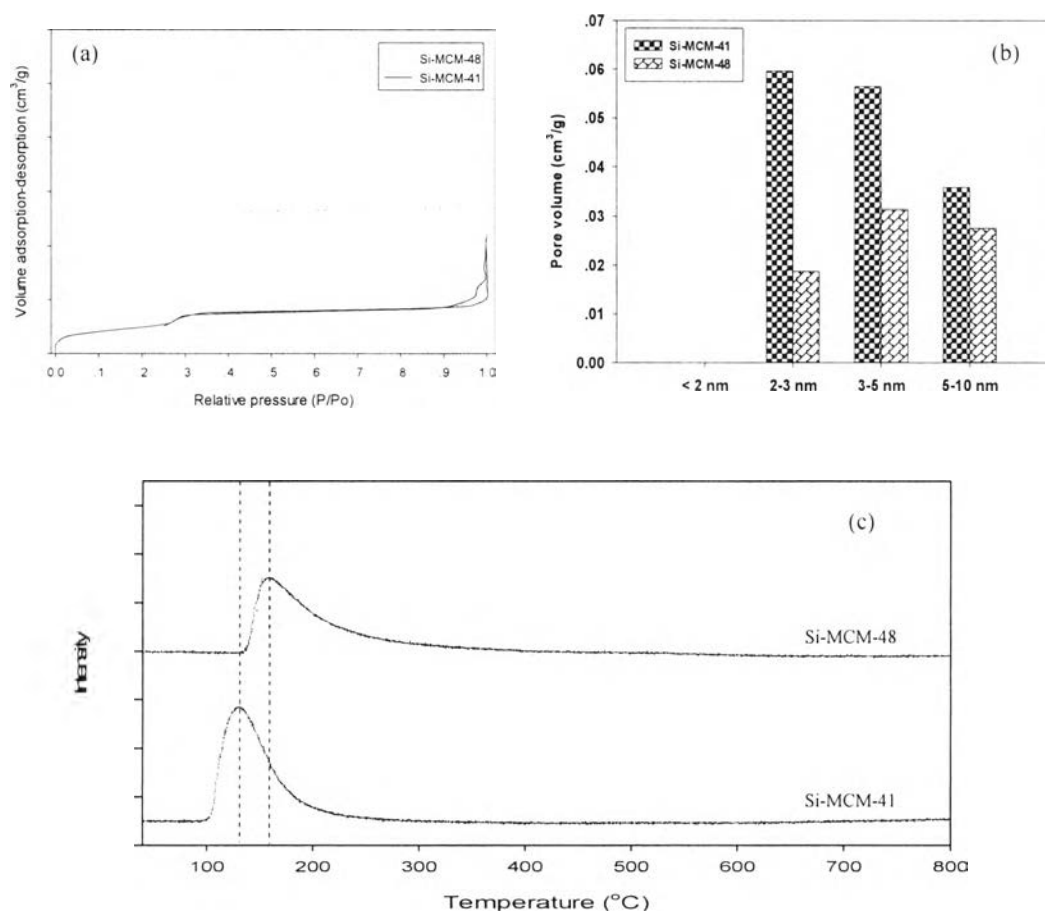 (a)
Si-MCM-48
Si-MCM-41
Volume adsorption-desorption (cm³/g)
0.0 .1 .2 .3 .4 .5 .6 .7 .8 .9 1.0
Relative pressure (P/Po)
(b)
Si-MCM-41
Si-MCM-48
Pore volume (cm³/g)
.07
.06
.05
.04
.03
.02
.01
0.00
< 2 nm 2-3 nm 3-5 nm 5-10 nm
(c)
Intensity
Si-MCM-48
Si-MCM-41
100 200 300 400 500 600 700 800
Temperature (°C)